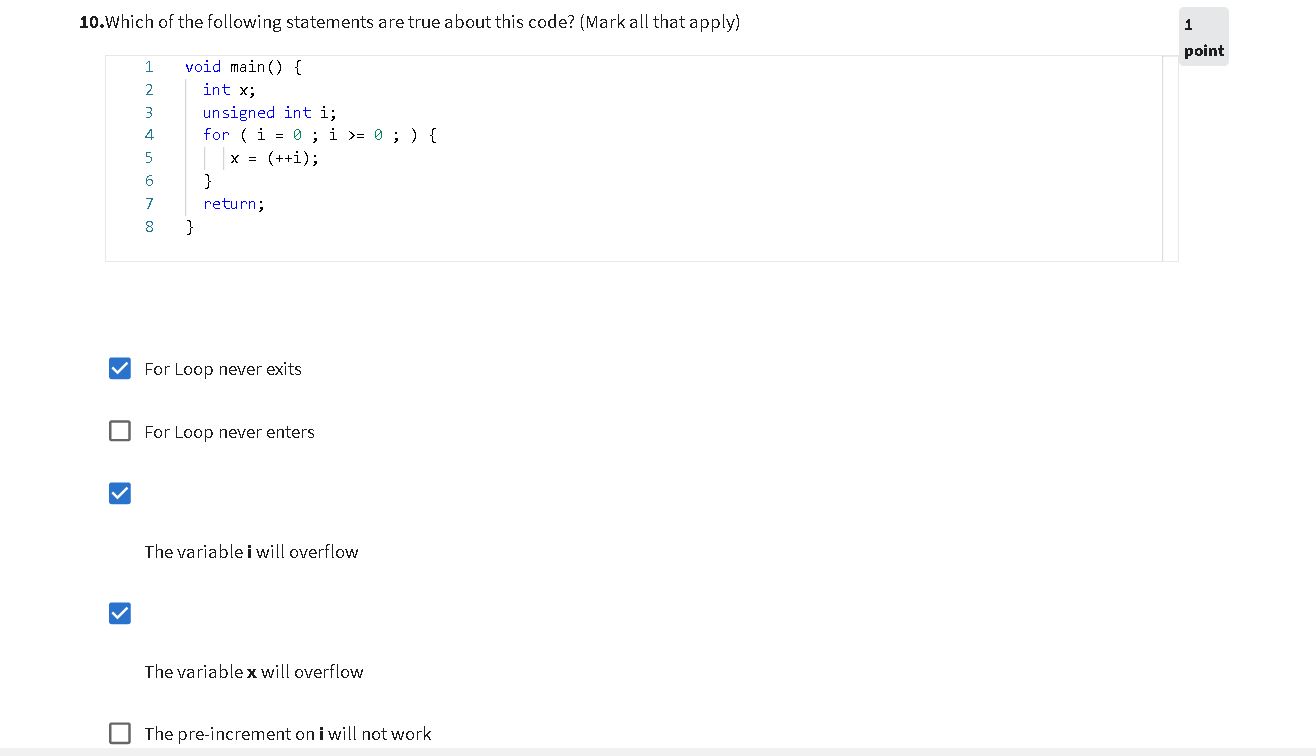 10.Which of the following statements are true about this code? (Mark all that apply)
1
point
1 void main() {
2 int x;
3 unsigned int i;
4 for ( i = 0 ; i >= 0 ; ) {
5 x = (++i);
6 }
7 return;
8 }
For Loop never exits
For Loop never enters
The variable i will overflow
The variable x will overflow
The pre-increment on i will not work